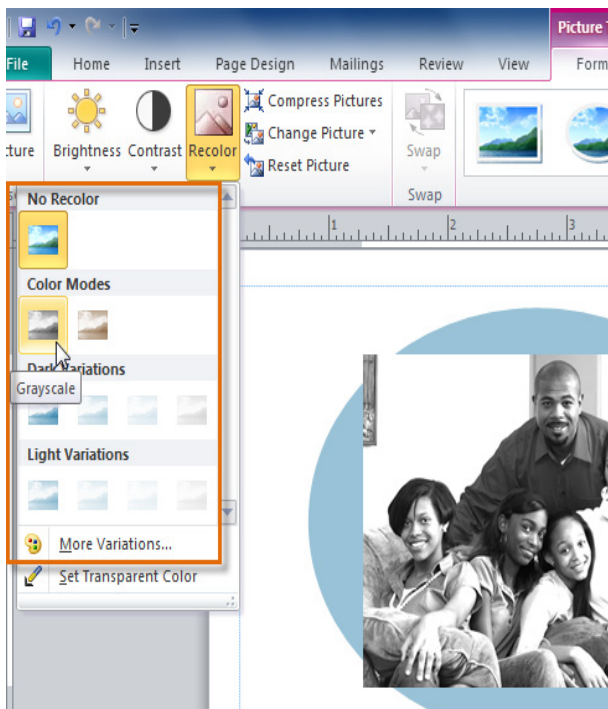 Picture
File Home Insert Page Design Mailings Review View Form
cture Brightness Contrast Recolor
Compress Pictures
Change Picture
Reset Picture
Swap
Swap
No Recolor
1 2 3
Color Modes
Dark Variations
Grayscale
Light Variations
More Variations...
Set Transparent Color